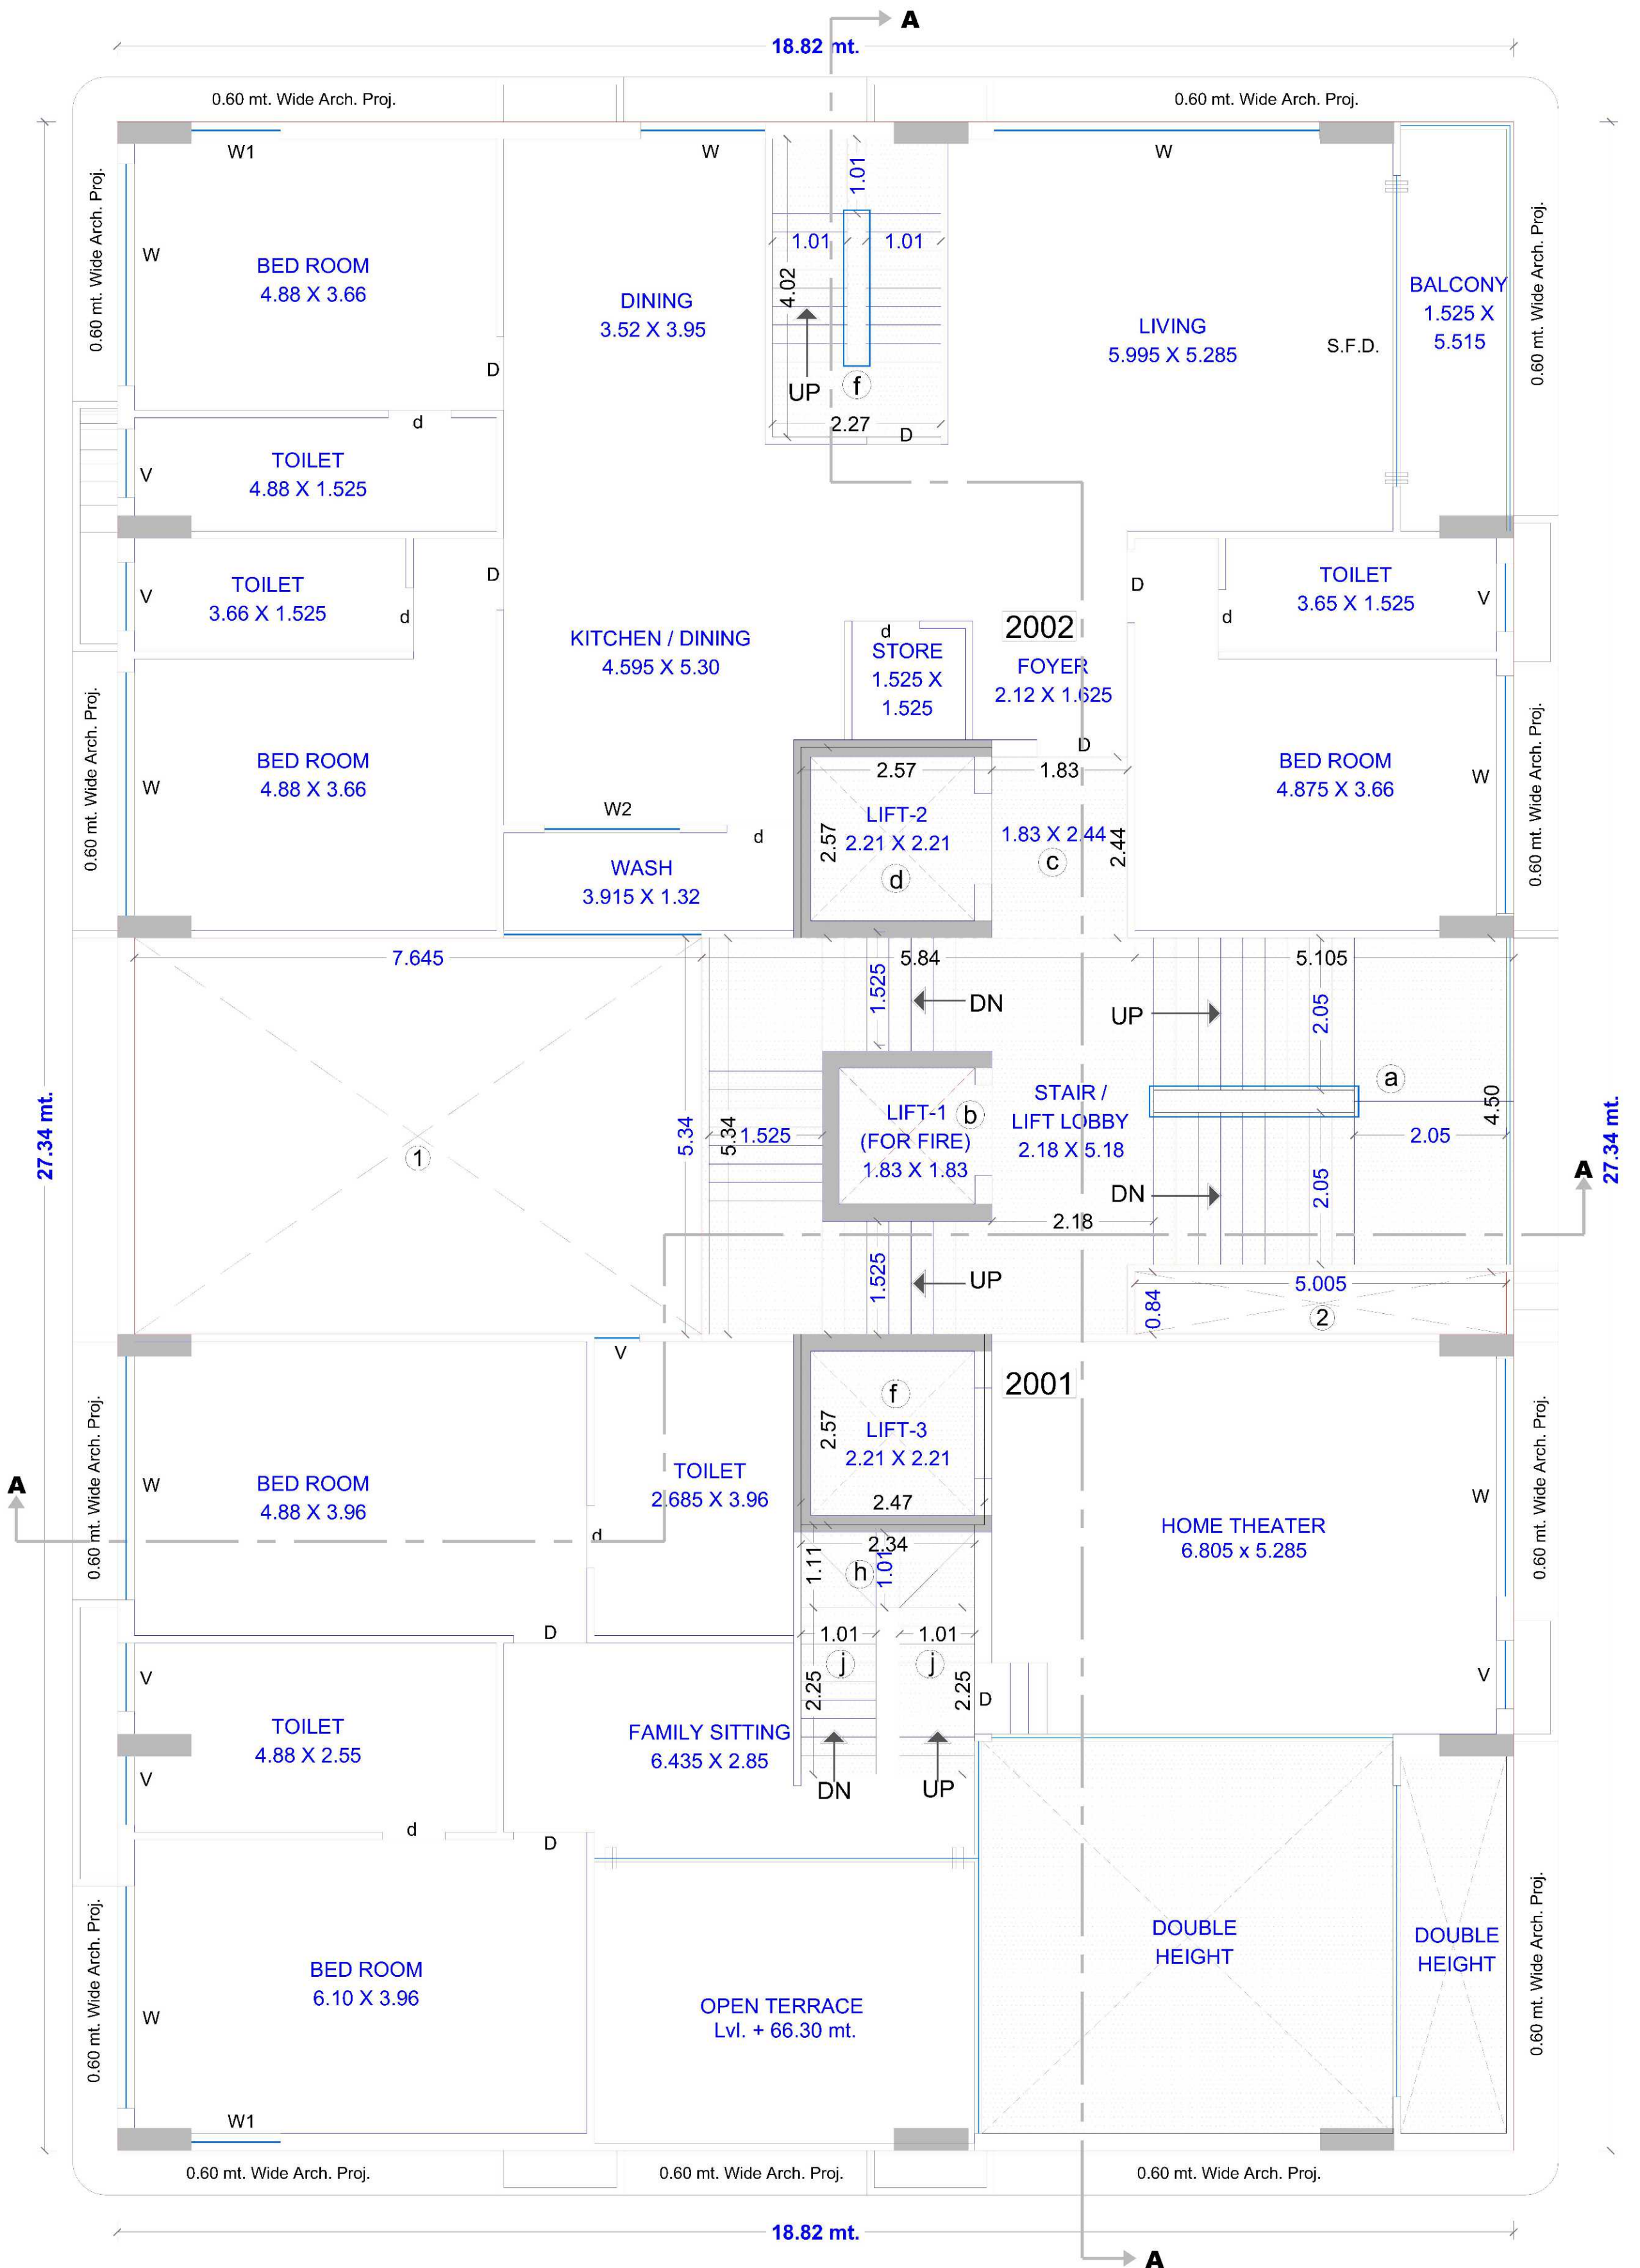 A
18.82 mt.
0.60 mt. Wide Arch. Proj.
0.60 mt. Wide Arch. Proj.
W1
W
W
1.01
0.60 mt. Wide Arch. Proj.
0.60 mt. Wide Arch. Proj.
W
BED ROOM
4.88 X 3.66
DINING
3.52 X 3.95
1.01
1.01
4.02
UP
f
2.27
D
LIVING
5.995 X 5.285
S.F.D.
BALCONY
1.525 X
5.515
D
d
TOILET
4.88 X 1.525
V
TOILET
3.66 X 1.525
V
D
d
D
d
TOILET
3.65 X 1.525
V
KITCHEN / DINING
4.595 X 5.30
d
STORE
1.525 X
1.525
2002
FOYER
2.12 X 1.625
D
0.60 mt. Wide Arch. Proj.
0.60 mt. Wide Arch. Proj.
BED ROOM
4.88 X 3.66
W
W2
d
WASH
3.915 X 1.32
2.57
1.83
2.57
LIFT-2
2.21 X 2.21
d
1.83 X 2.44
c
2.44
BED ROOM
4.875 X 3.66
W
7.645
5.84
5.105
1.525
DN
UP
2.05
27.34 mt.
27.34 mt.
1
5.34
5.34
1.525
LIFT-1
(FOR FIRE)
1.83 X 1.83
b
STAIR /
LIFT LOBBY
2.18 X 5.18
a
4.50
2.05
DN
2.05
A
2.18
1.525
UP
5.005
0.84
2
V
2001
f
LIFT-3
2.21 X 2.21
2.57
2.47
0.60 mt. Wide Arch. Proj.
0.60 mt. Wide Arch. Proj.
A
W
BED ROOM
4.88 X 3.96
TOILET
2.685 X 3.96
d
2.34
1.11
h
1.01
HOME THEATER
6.805 x 5.285
W
D
1.01
1.01
j
j
2.25
2.25
D
V
V
TOILET
4.88 X 2.55
V
FAMILY SITTING
6.435 X 2.85
DN
UP
d
D
0.60 mt. Wide Arch. Proj.
0.60 mt. Wide Arch. Proj.
BED ROOM
6.10 X 3.96
W
OPEN TERRACE
Lvl. + 66.30 mt.
DOUBLE
HEIGHT
DOUBLE
HEIGHT
W1
0.60 mt. Wide Arch. Proj.
0.60 mt. Wide Arch. Proj.
0.60 mt. Wide Arch. Proj.
18.82 mt.
A